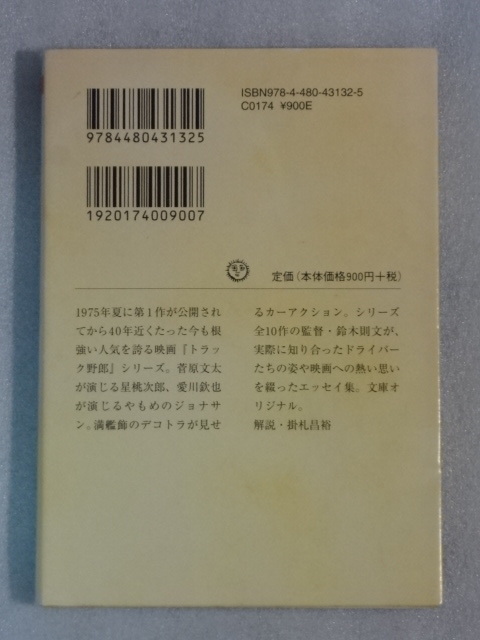 ISBN978-4-480-43132-5
C0174 ¥900E
9784480431325
1920174009007
定価(本体価格900円+税)
1975年夏に第1作が公開され
てから40年近くたった今も根
強い人気を誇る映画『トラッ
ク野郎』シリーズ。菅原文太
が演じる星桃次郎、愛川欽也
が演じるやもめのジョナサ
ン。満艦飾のデコトラが見せ
るカーアクション。シリーズ
全10作の監督・鈴木則文が、
実際に知り合ったドライバー
たちの姿や映画への熱い思い
を綴ったエッセイ集。文庫オ
リジナル。
解説・掛札昌裕